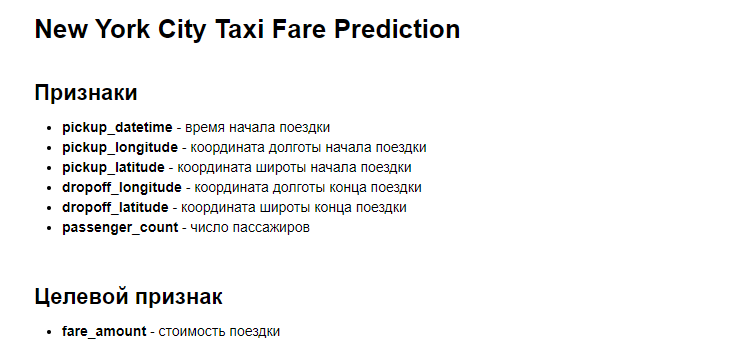 New York City Taxi Fare Prediction
Признаки
• pickup_datetime - время начала поездки
• pickup_longitude - координата долготы начала поездки
• pickup_latitude - координата широты начала поездки
• dropoff_longitude - координата долготы конца поездки
• dropoff_latitude - координата широты конца поездки
• passenger_count - число пассажиров
Целевой признак
• fare_amount - стоимость поездки